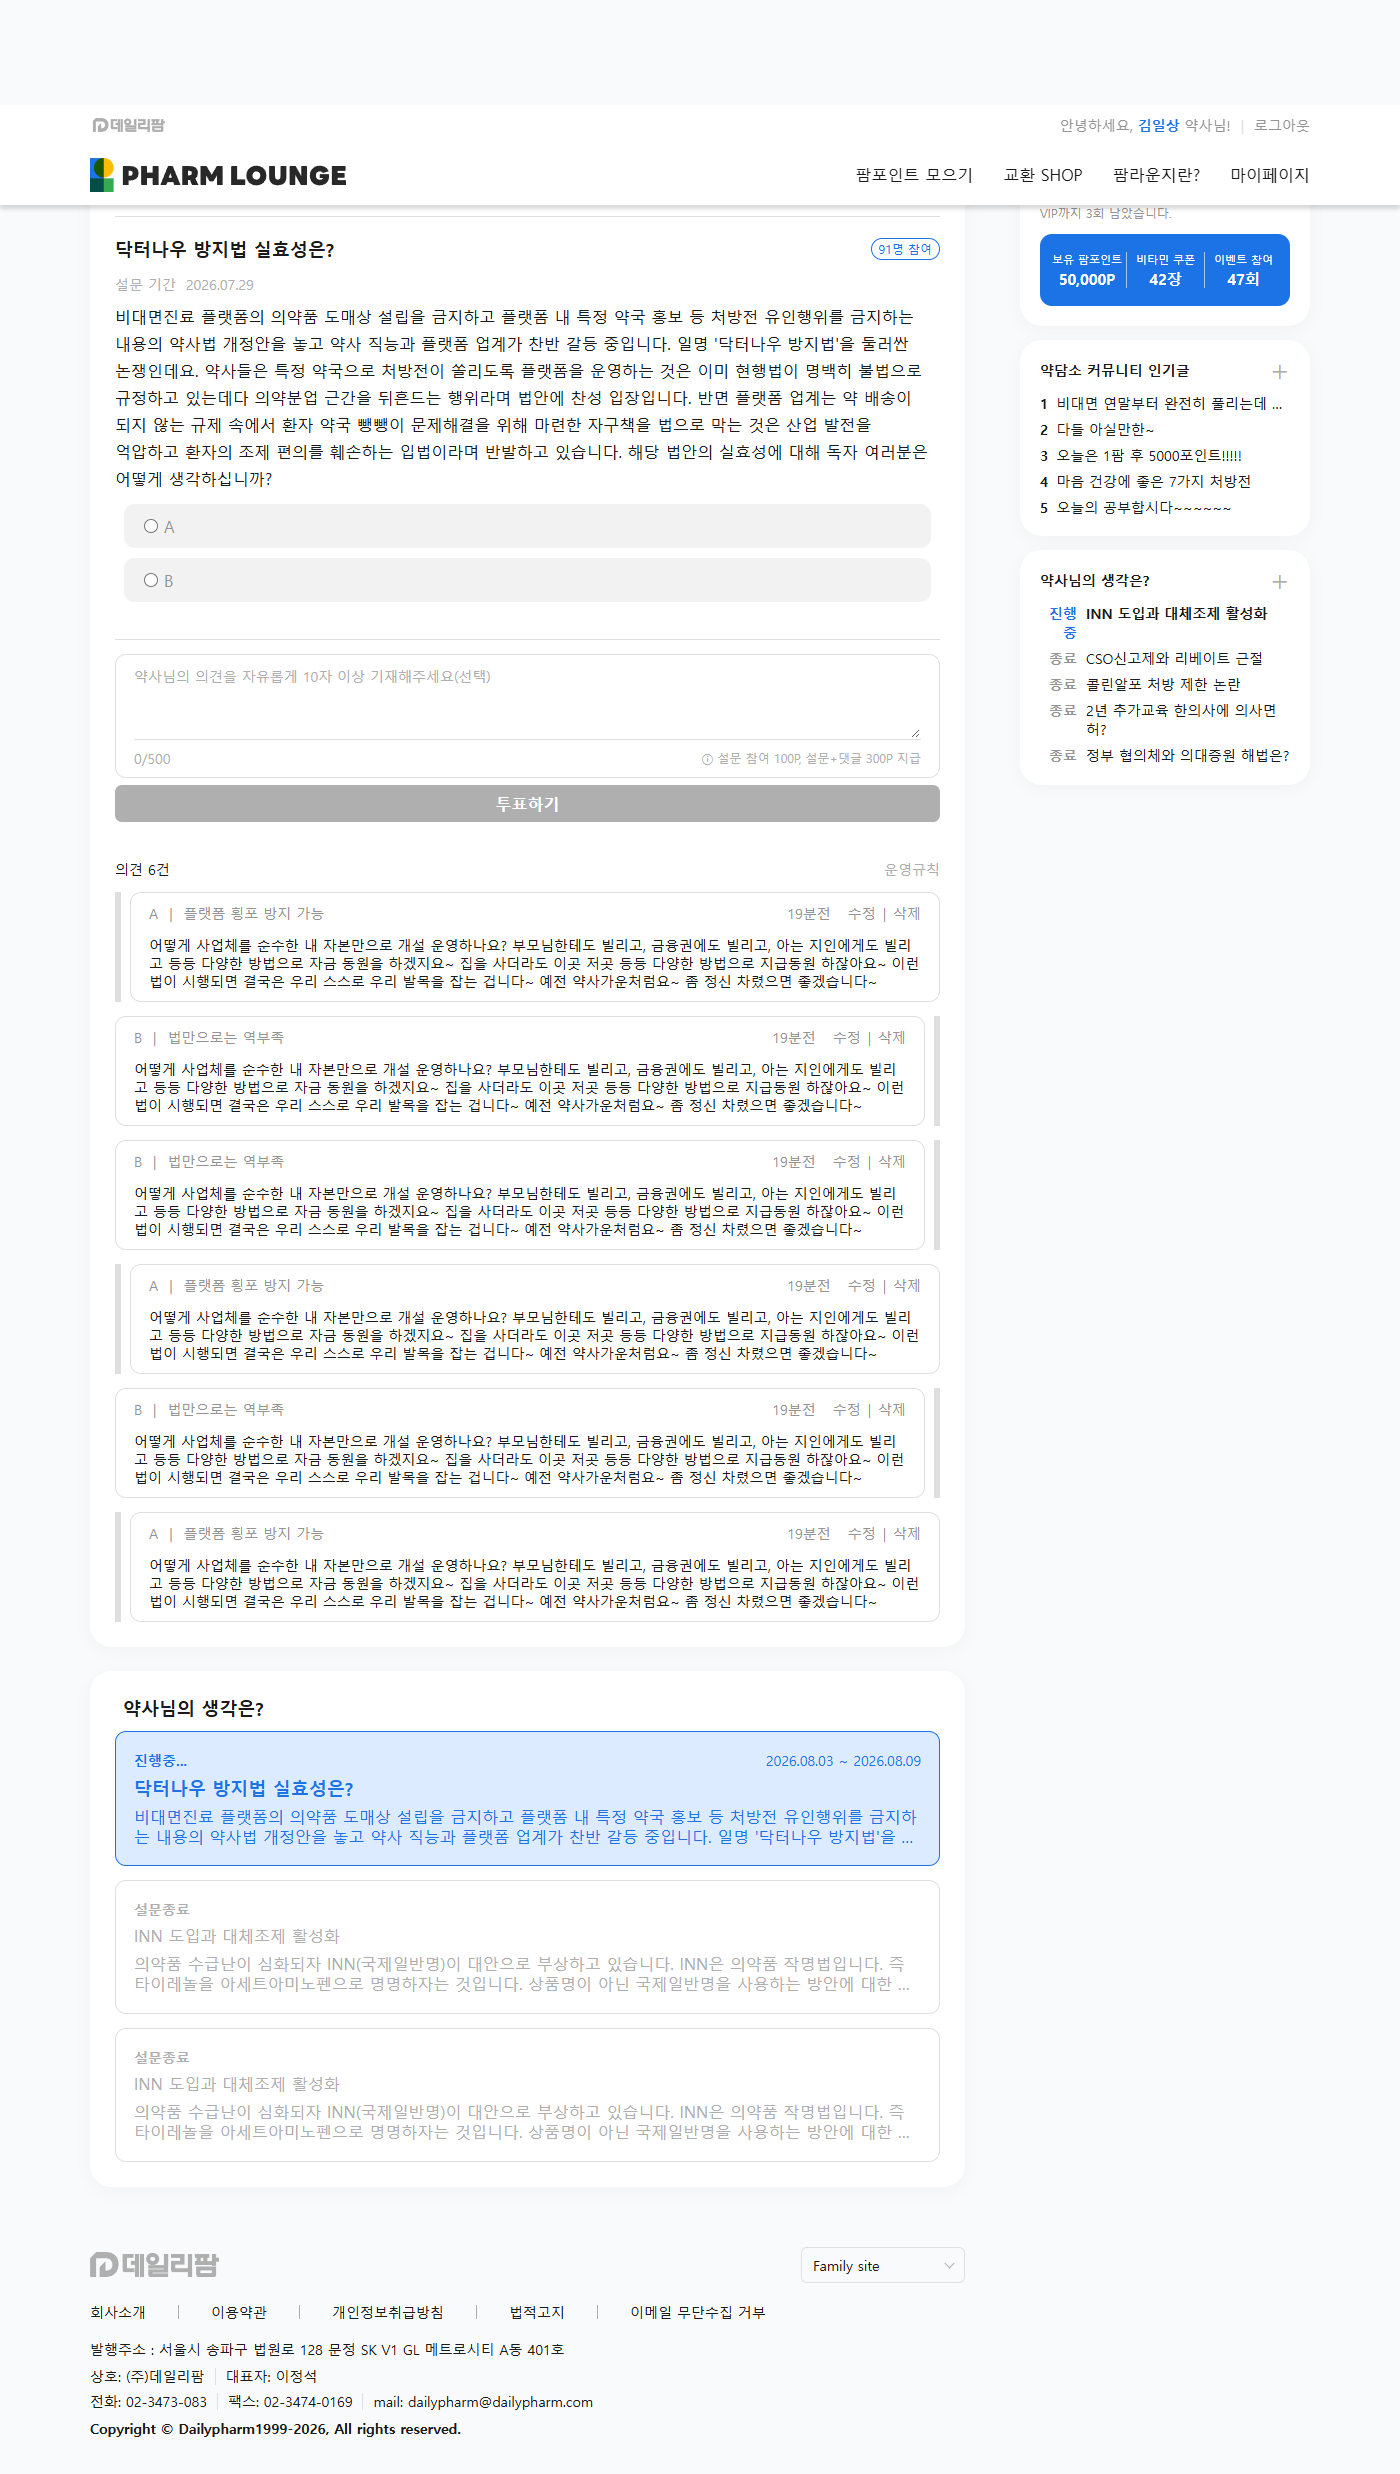 데일리팜
안녕하세요, 김일상 약사님! | 로그아웃
PHARM LOUNGE
팜포인트 모으기 교환 SHOP 팜라운지란? 마이페이지
닥터나우 방지법 실효성은?
91명 참여
설문 기간 2026.07.29
비대면진료 플랫폼의 의약품 도매상 설립을 금지하고 플랫폼 내 특정 약국 홍보 등 처방전 유인행위를 금지하는
내용의 약사법 개정안을 놓고 약사 직능과 플랫폼 업계가 찬반 갈등 중입니다. 일명 '닥터나우 방지법'을 둘러싼
논쟁인데요. 약사들은 특정 약국으로 처방전이 쏠리도록 플랫폼을 운영하는 것은 이미 현행법이 명백히 불법으로
규정하고 있는데다 의약분업 근간을 뒤흔드는 행위라며 법안에 찬성 입장입니다. 반면 플랫폼 업계는 약 배송이
되지 않는 규제 속에서 환자 약국 뺑뺑이 문제해결을 위해 마련한 자구책을 법으로 막는 것은 산업 발전을
억압하고 환자의 조제 편의를 훼손하는 입법이라며 반발하고 있습니다. 해당 법안의 실효성에 대해 독자 여러분은
어떻게 생각하십니까?
A
B
약사님의 의견을 자유롭게 10자 이상 기재해주세요(선택)
0/500
설문 참여 100P, 설문+댓글 300P 지급
투표하기
의견 6건
운영규칙
A | 플랫폼 횡포 방지 가능 19분전 수정 | 삭제
어떻게 사업체를 순수한 내 자본만으로 개설 운영하나요? 부모님한테도 빌리고, 금융권에도 빌리고, 아는 지인에게도 빌리
고 등등 다양한 방법으로 자금 동원을 하겠지요~ 집을 사더라도 이곳 저곳 등등 다양한 방법으로 지급동원 하잖아요~ 이런
법이 시행되면 결국은 우리 스스로 우리 발목을 잡는 겁니다~ 예전 약사가운처럼요~ 좀 정신 차렸으면 좋겠습니다~
B | 법만으로는 역부족 19분전 수정 | 삭제
어떻게 사업체를 순수한 내 자본만으로 개설 운영하나요? 부모님한테도 빌리고, 금융권에도 빌리고, 아는 지인에게도 빌리
고 등등 다양한 방법으로 자금 동원을 하겠지요~ 집을 사더라도 이곳 저곳 등등 다양한 방법으로 지급동원 하잖아요~ 이런
법이 시행되면 결국은 우리 스스로 우리 발목을 잡는 겁니다~ 예전 약사가운처럼요~ 좀 정신 차렸으면 좋겠습니다~
B | 법만으로는 역부족 19분전 수정 | 삭제
어떻게 사업체를 순수한 내 자본만으로 개설 운영하나요? 부모님한테도 빌리고, 금융권에도 빌리고, 아는 지인에게도 빌리
고 등등 다양한 방법으로 자금 동원을 하겠지요~ 집을 사더라도 이곳 저곳 등등 다양한 방법으로 지급동원 하잖아요~ 이런
법이 시행되면 결국은 우리 스스로 우리 발목을 잡는 겁니다~ 예전 약사가운처럼요~ 좀 정신 차렸으면 좋겠습니다~
A | 플랫폼 횡포 방지 가능 19분전 수정 | 삭제
어떻게 사업체를 순수한 내 자본만으로 개설 운영하나요? 부모님한테도 빌리고, 금융권에도 빌리고, 아는 지인에게도 빌리
고 등등 다양한 방법으로 자금 동원을 하겠지요~ 집을 사더라도 이곳 저곳 등등 다양한 방법으로 지급동원 하잖아요~ 이런
법이 시행되면 결국은 우리 스스로 우리 발목을 잡는 겁니다~ 예전 약사가운처럼요~ 좀 정신 차렸으면 좋겠습니다~
B | 법만으로는 역부족 19분전 수정 | 삭제
어떻게 사업체를 순수한 내 자본만으로 개설 운영하나요? 부모님한테도 빌리고, 금융권에도 빌리고, 아는 지인에게도 빌리
고 등등 다양한 방법으로 자금 동원을 하겠지요~ 집을 사더라도 이곳 저곳 등등 다양한 방법으로 지급동원 하잖아요~ 이런
법이 시행되면 결국은 우리 스스로 우리 발목을 잡는 겁니다~ 예전 약사가운처럼요~ 좀 정신 차렸으면 좋겠습니다~
A | 플랫폼 횡포 방지 가능 19분전 수정 | 삭제
어떻게 사업체를 순수한 내 자본만으로 개설 운영하나요? 부모님한테도 빌리고, 금융권에도 빌리고, 아는 지인에게도 빌리
고 등등 다양한 방법으로 자금 동원을 하겠지요~ 집을 사더라도 이곳 저곳 등등 다양한 방법으로 지급동원 하잖아요~ 이런
법이 시행되면 결국은 우리 스스로 우리 발목을 잡는 겁니다~ 예전 약사가운처럼요~ 좀 정신 차렸으면 좋겠습니다~
약사님의 생각은?
진행중... 2026.08.03 ~ 2026.08.09
닥터나우 방지법 실효성은?
비대면진료 플랫폼의 의약품 도매상 설립을 금지하고 플랫폼 내 특정 약국 홍보 등 처방전 유인행위를 금지하
는 내용의 약사법 개정안을 놓고 약사 직능과 플랫폼 업계가 찬반 갈등 중입니다. 일명 '닥터나우 방지법'을 ...
설문종료
INN 도입과 대체조제 활성화
의약품 수급난이 심화되자 INN(국제일반명)이 대안으로 부상하고 있습니다. INN은 의약품 작명법입니다. 즉
타이레놀을 아세트아미노펜으로 명명하자는 것입니다. 상품명이 아닌 국제일반명을 사용하는 방안에 대한 ...
설문종료
INN 도입과 대체조제 활성화
의약품 수급난이 심화되자 INN(국제일반명)이 대안으로 부상하고 있습니다. INN은 의약품 작명법입니다. 즉
타이레놀을 아세트아미노펜으로 명명하자는 것입니다. 상품명이 아닌 국제일반명을 사용하는 방안에 대한 ...
VIP까지 3회 남았습니다.
보유 팜포인트 비타민 쿠폰 이벤트 참여
50,000P 42장 47회
약담소 커뮤니티 인기글
1 비대면 연말부터 완전히 풀리는데 ...
2 다들 아실만한~
3 오늘은 1팜 후 5000포인트!!!!!
4 마음 건강에 좋은 7가지 처방전
5 오늘의 공부합시다~~~~~~
약사님의 생각은?
진행 INN 도입과 대체조제 활성화
중
종료 CSO신고제와 리베이트 근절
종료 콜린알포 처방 제한 논란
종료 2년 추가교육 한의사에 의사면
허?
종료 정부 협의체와 의대증원 해법은?
데일리팜
Family site
회사소개 | 이용약관 | 개인정보취급방침 | 법적고지 | 이메일 무단수집 거부
발행주소 : 서울시 송파구 법원로 128 문정 SK V1 GL 메트로시티 A동 401호
상호: (주)데일리팜 | 대표자: 이정석
전화: 02-3473-083 | 팩스: 02-3474-0169 | mail: dailypharm@dailypharm.com
Copyright © Dailypharm1999-2026, All rights reserved.